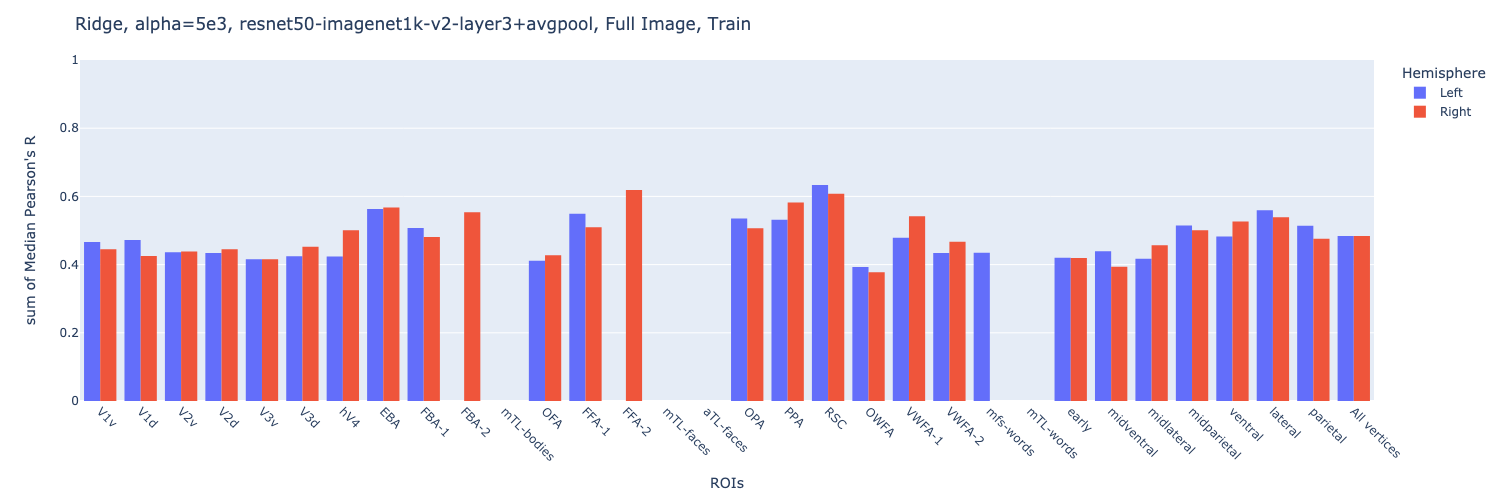 Ridge, alpha=5e3, resnet50-imagenet1k-v2-layer3+avgpool, Full Image, Train
Hemisphere
Left
Right
sum of Median Pearson's R
1
0.8
0.6
0.4
0.2
0
V1v
V1d
V2v
V2d
V3v
V3d
hV4
EBA
FBA-1
FBA-2
mTL-bodies
OFA
FFA-1
FFA-2
mTL-faces
aTL-faces
OPA
PPA
RSC
OWFA
VWFA-1
VWFA-2
mfs-words
mTL-words
early
midventral
midlateral
midparietal
ventral
lateral
parietal
All vertices
ROIs